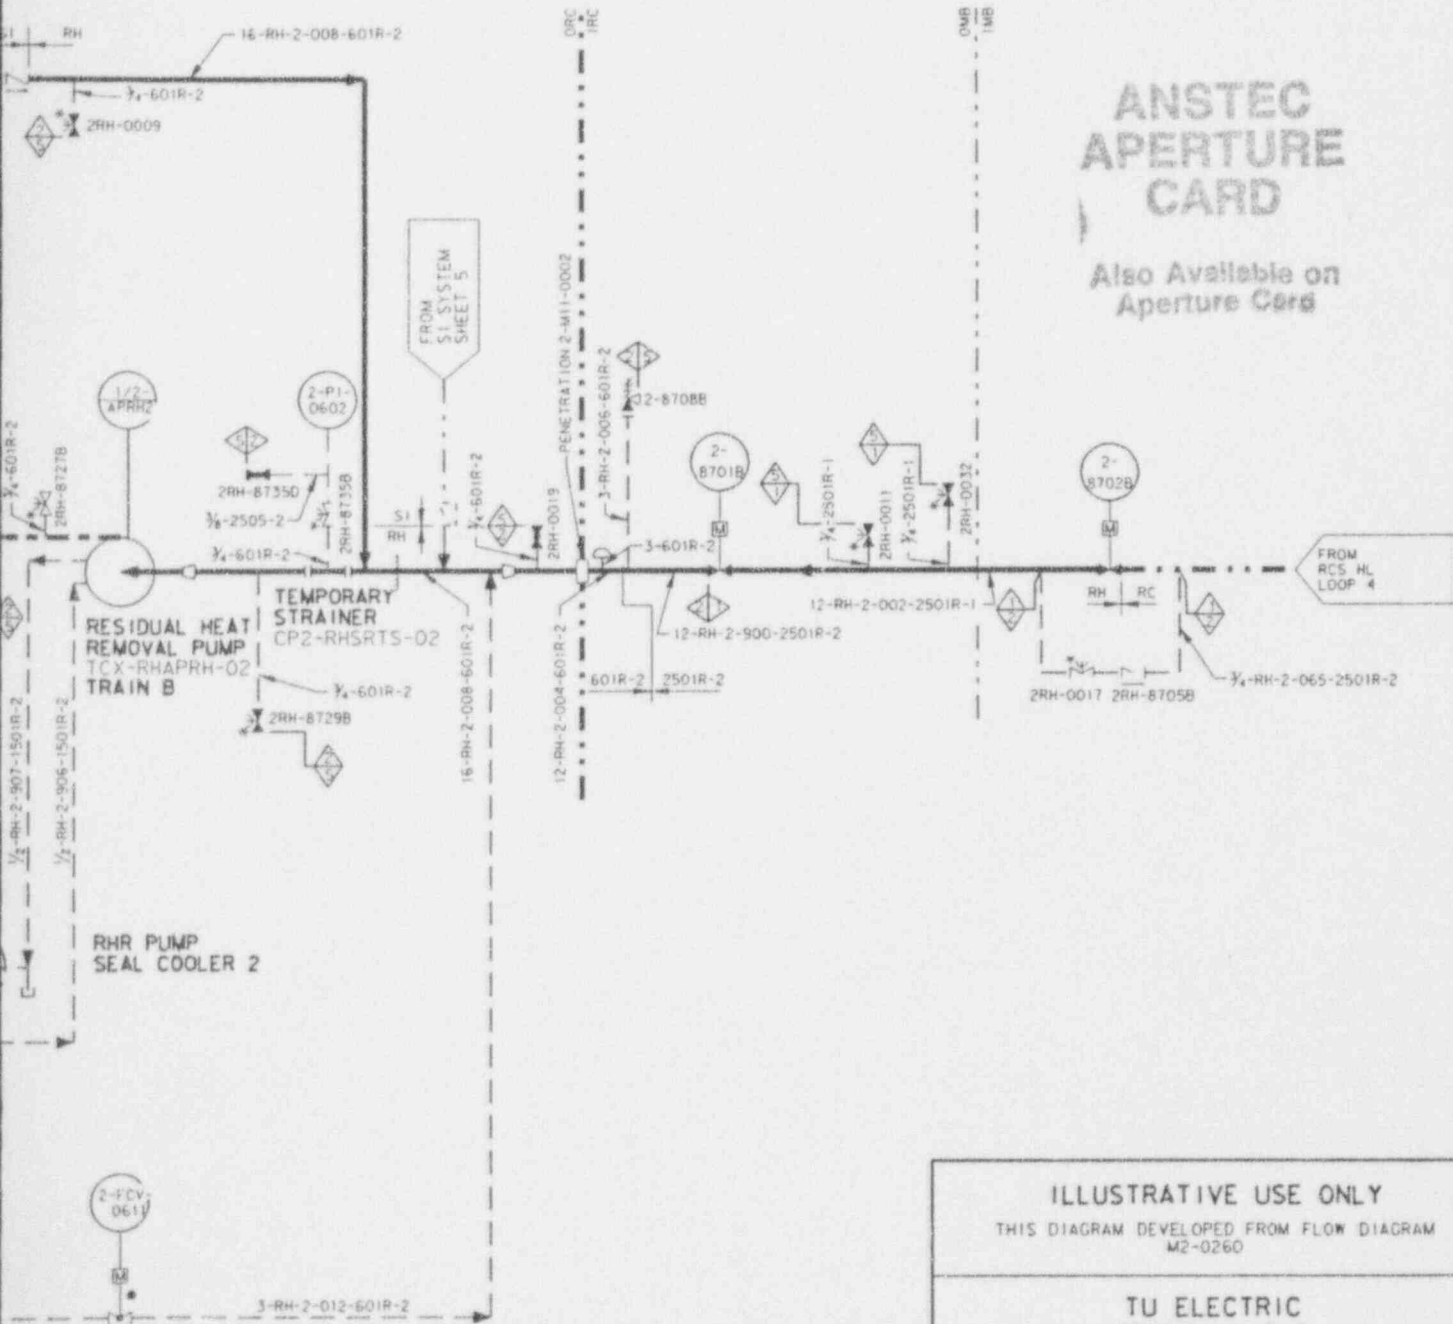 SI
RH
16-RH-2-008-601R-2
ORC
IRC
OMB
IMB
¾-601R-2
2RH-0009
ANSTEC
APERTURE
CARD
Also Available on
Aperture Card
FROM
SI SYSTEM
SHEET 5
PENETRATION 2-MII-0002
3-RH-2-006-601R-2
2-8708B
1/2-
APRH2
2-PI-
0602
¾-601R-2
2RH-8727B
2RH-8735D
⅜-2505-2
2RH-8735B
¾-601R-2
SI
RH
¾-601R-2
2RH-0019
3-601R-2
2-
8701B
M
5
1
¾-2501R-1
2RH-0011
5
1
¾-2501R-1
2RH-0032
2-
8702B
M
FROM
RCS HL
LOOP 4
RH
RC
12-RH-2-002-2501R-1
12-RH-2-900-2501R-2
601R-2
2501R-2
2RH-0017
2RH-8705B
¾-RH-2-065-2501R-2
RESIDUAL HEAT
REMOVAL PUMP
TCX-RHAPRH-02
TRAIN B
TEMPORARY
STRAINER
CP2-RHSRTS-02
¾-601R-2
2RH-8729B
16-RH-2-008-601R-2
12-RH-2-004-601R-2
½-RH-2-907-1501R-2
½-RH-2-906-1501R-2
RHR PUMP
SEAL COOLER 2
2-FCV-
0611
M
3-RH-2-012-601R-2
ILLUSTRATIVE USE ONLY
THIS DIAGRAM DEVELOPED FROM FLOW DIAGRAM
M2-0260
TU ELECTRIC